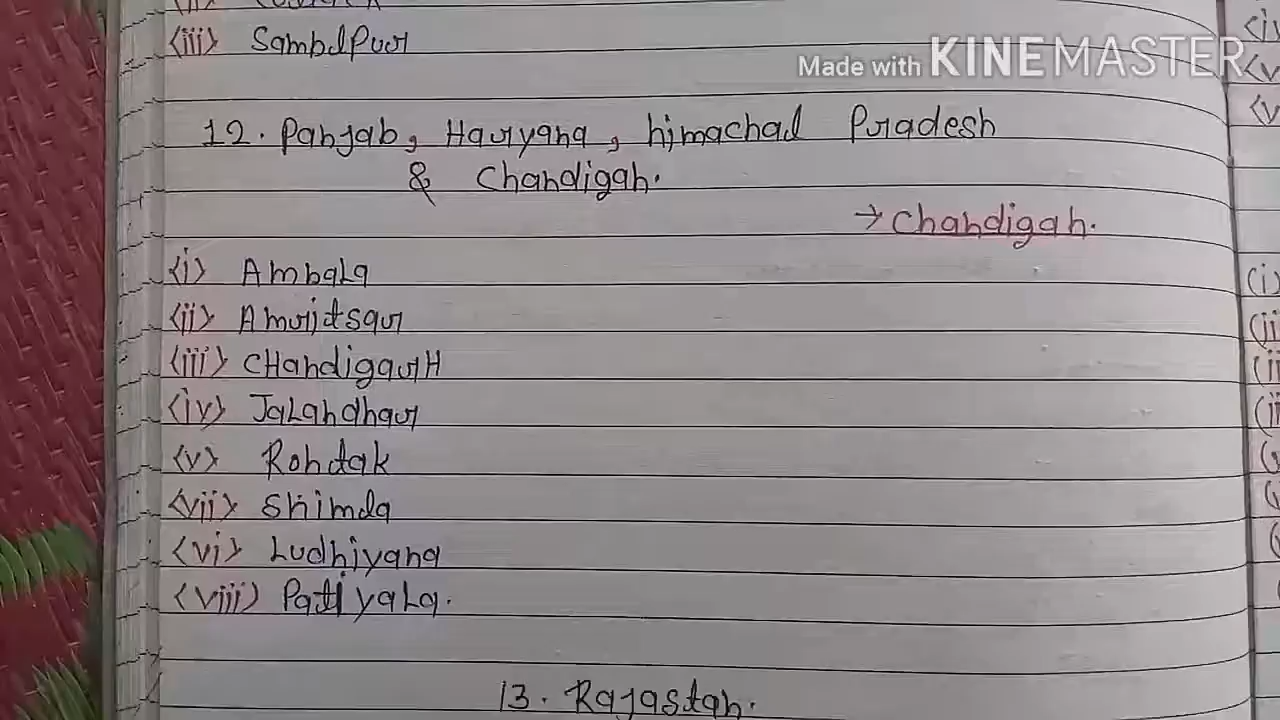 (iii) Sambalpur
Made with KINEMASTER
12. Panjab, Haryana, himachal Pradesh
& Chandigah.
→ Chandigah.
(i) Ambala
(ii) Amritsar
(iii) CHandigarH
(iv) Jalandhar
(v) Rohtak
(vii) Shimla
(vi) Ludhiyana
(viii) Patiyala.
13. Rajastan.